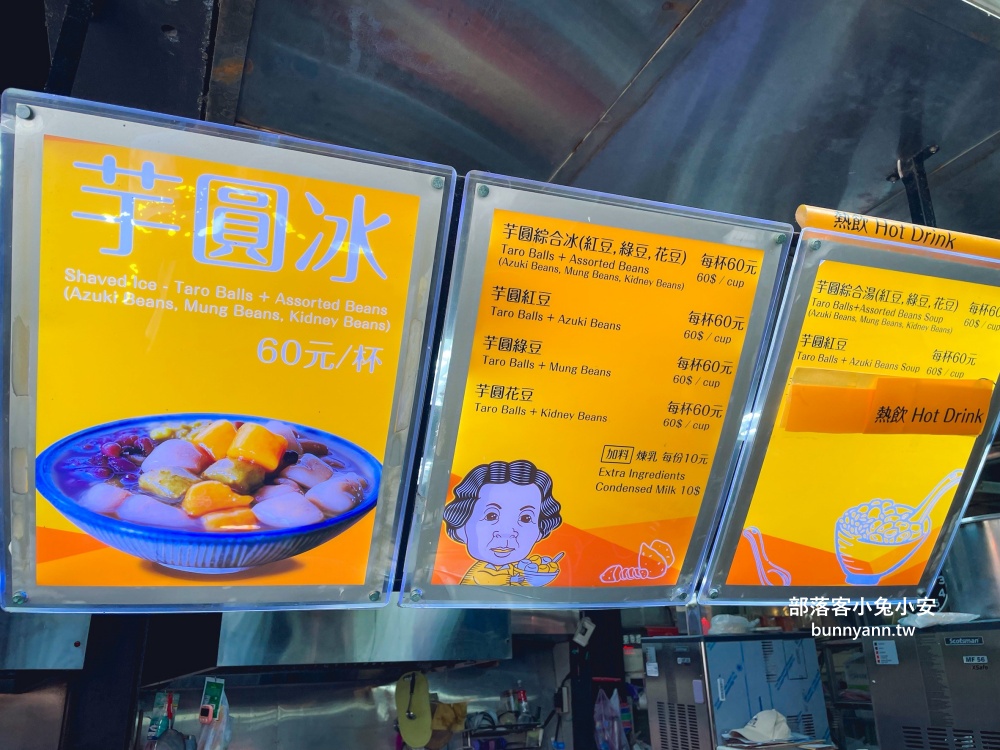 芋圓冰
Shaved Ice - Taro Balls + Assorted Beans
(Azuki Beans, Mung Beans, Kidney Beans)
60元/杯
芋圓綜合冰(紅豆,綠豆,花豆) 每杯60元
Taro Balls + Assorted Beans 60$ / cup
(Azuki Beans, Mung Beans, Kidney Beans)
芋圓紅豆 每杯60元
Taro Balls + Azuki Beans 60$ / cup
芋圓綠豆 每杯60元
Taro Balls + Mung Beans 60$ / cup
芋圓花豆 每杯60元
Taro Balls + Kidney Beans 60$ / cup
加料 煉乳 每份10元
Extra Ingredients
Condensed Milk 10$
熱飲 Hot Drink
芋圓綜合湯(紅豆,綠豆,花豆) 每杯60
Taro Balls+Assorted Beans Soup 60$ / cup
(Azuki Beans, Mung Beans, Kidney Beans)
芋圓紅豆 每杯60元
Taro Balls + Azuki Beans Soup 60$ / cup
熱飲 Hot Drink
部落客小兔小安
bunnyann.tw
Scotsman
MF 56